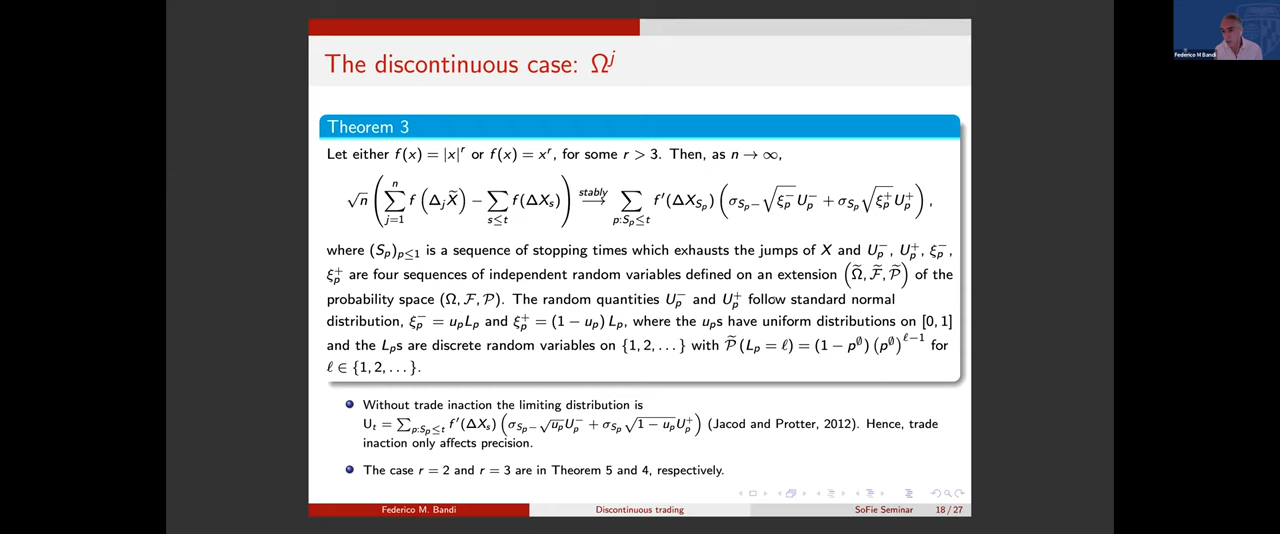 Federico M Bandi
The discontinuous case: Ωʲ
Theorem 3
Let either f(x) = |x|ʳ or f(x) = xʳ, for some r > 3. Then, as n → ∞,
√n ( ∑_{j=1}^{n} f (Δ_j X̃) − ∑_{s≤t} f(ΔX_s) ) →^{stably} ∑_{p:S_p≤t} f′(ΔX_{S_p}) ( σ_{S_p−} √(ξ_p^−) U_p^− + σ_{S_p} √(ξ_p^+) U_p^+ ) ,
where (S_p)_{p≤1} is a sequence of stopping times which exhausts the jumps of X and U_p^−, U_p^+, ξ_p^−,
ξ_p^+ are four sequences of independent random variables defined on an extension (Ω̃, F̃, P̃) of the
probability space (Ω, F, P). The random quantities U_p^− and U_p^+ follow standard normal
distribution, ξ_p^− = u_p L_p and ξ_p^+ = (1 − u_p) L_p, where the u_ps have uniform distributions on [0, 1]
and the L_ps are discrete random variables on {1, 2, . . . } with P̃ (L_p = ℓ) = (1 − p^∅) (p^∅)^{ℓ−1} for
ℓ ∈ {1, 2, . . . }.
Without trade inaction the limiting distribution is
U_t = ∑_{p:S_p≤t} f′(ΔX_s) ( σ_{S_p−} √(u_p) U_p^− + σ_{S_p} √(1 − u_p) U_p^+ ) (Jacod and Protter, 2012). Hence, trade
inaction only affects precision.
The case r = 2 and r = 3 are in Theorem 5 and 4, respectively.
Federico M. Bandi Discontinuous trading SoFie Seminar 18 / 27